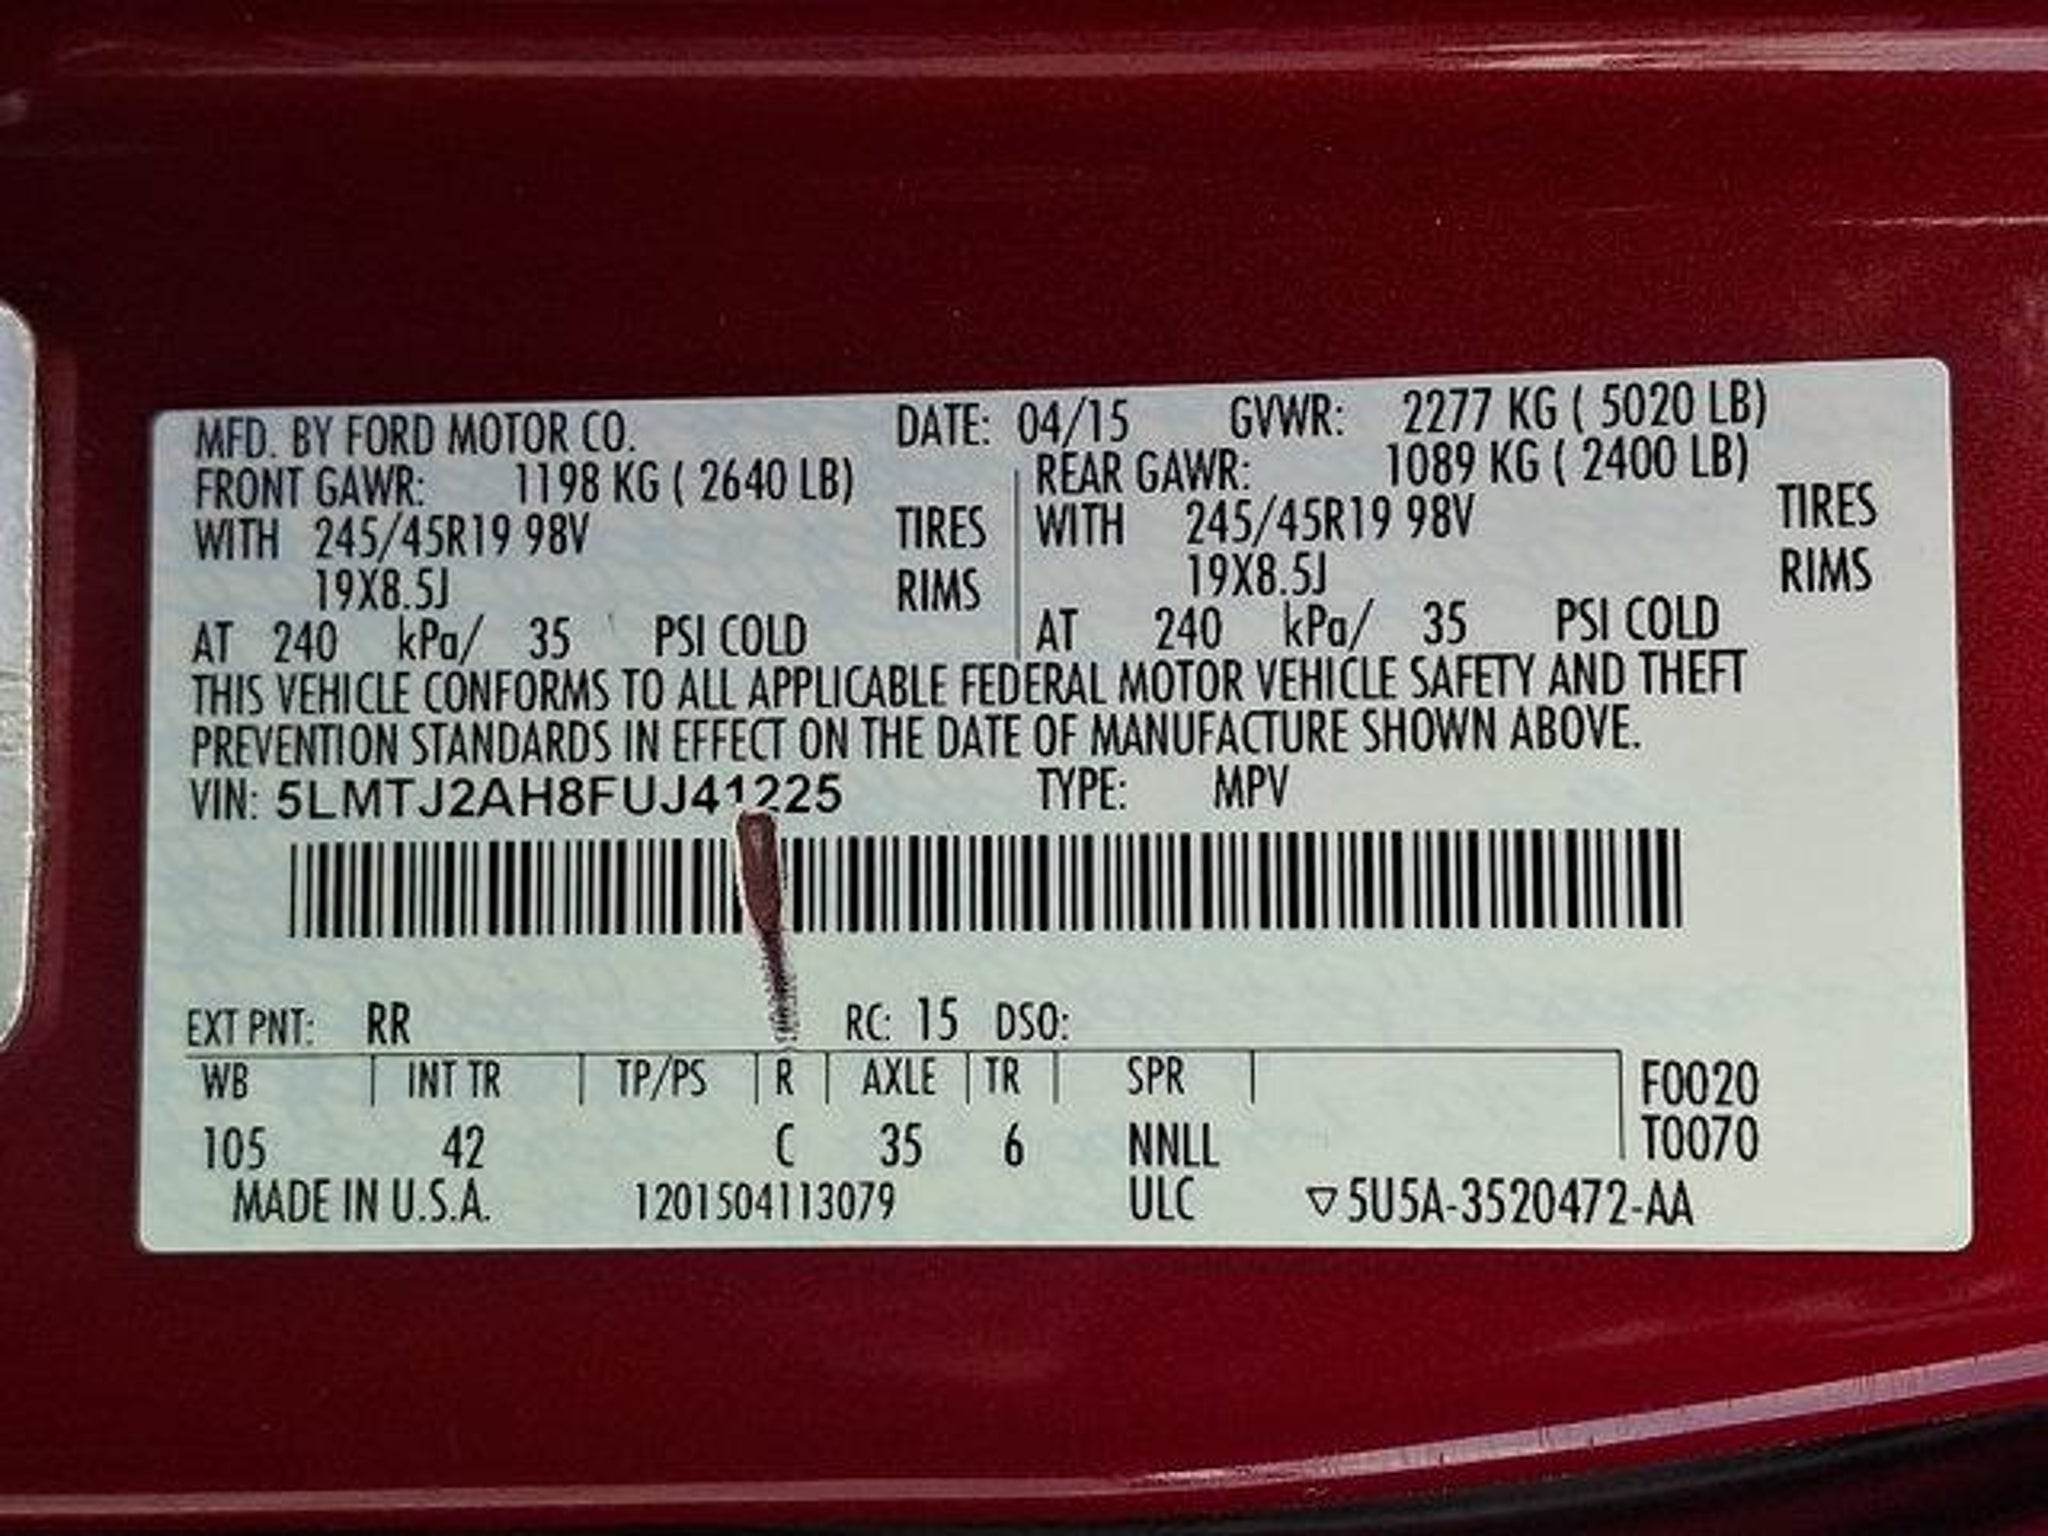 MFD. BY FORD MOTOR CO. DATE: 04/15 GVWR: 2277 KG ( 5020 LB)
FRONT GAWR: 1198 KG ( 2640 LB) REAR GAWR: 1089 KG ( 2400 LB)
WITH 245/45R19 98V TIRES WITH 245/45R19 98V TIRES
19X8.5J RIMS 19X8.5J RIMS
AT 240 kPa/ 35 PSI COLD AT 240 kPa/ 35 PSI COLD
THIS VEHICLE CONFORMS TO ALL APPLICABLE FEDERAL MOTOR VEHICLE SAFETY AND THEFT
PREVENTION STANDARDS IN EFFECT ON THE DATE OF MANUFACTURE SHOWN ABOVE.
VIN: 5LMTJ2AH8FUJ41225 TYPE: MPV
EXT PNT: RR RC: 15 DSO:
WB INT TR TP/PS R AXLE TR SPR F0020
105 42 C 35 6 NNLL T0070
MADE IN U.S.A. 1201504113079 ULC ▽5U5A-3520472-AA